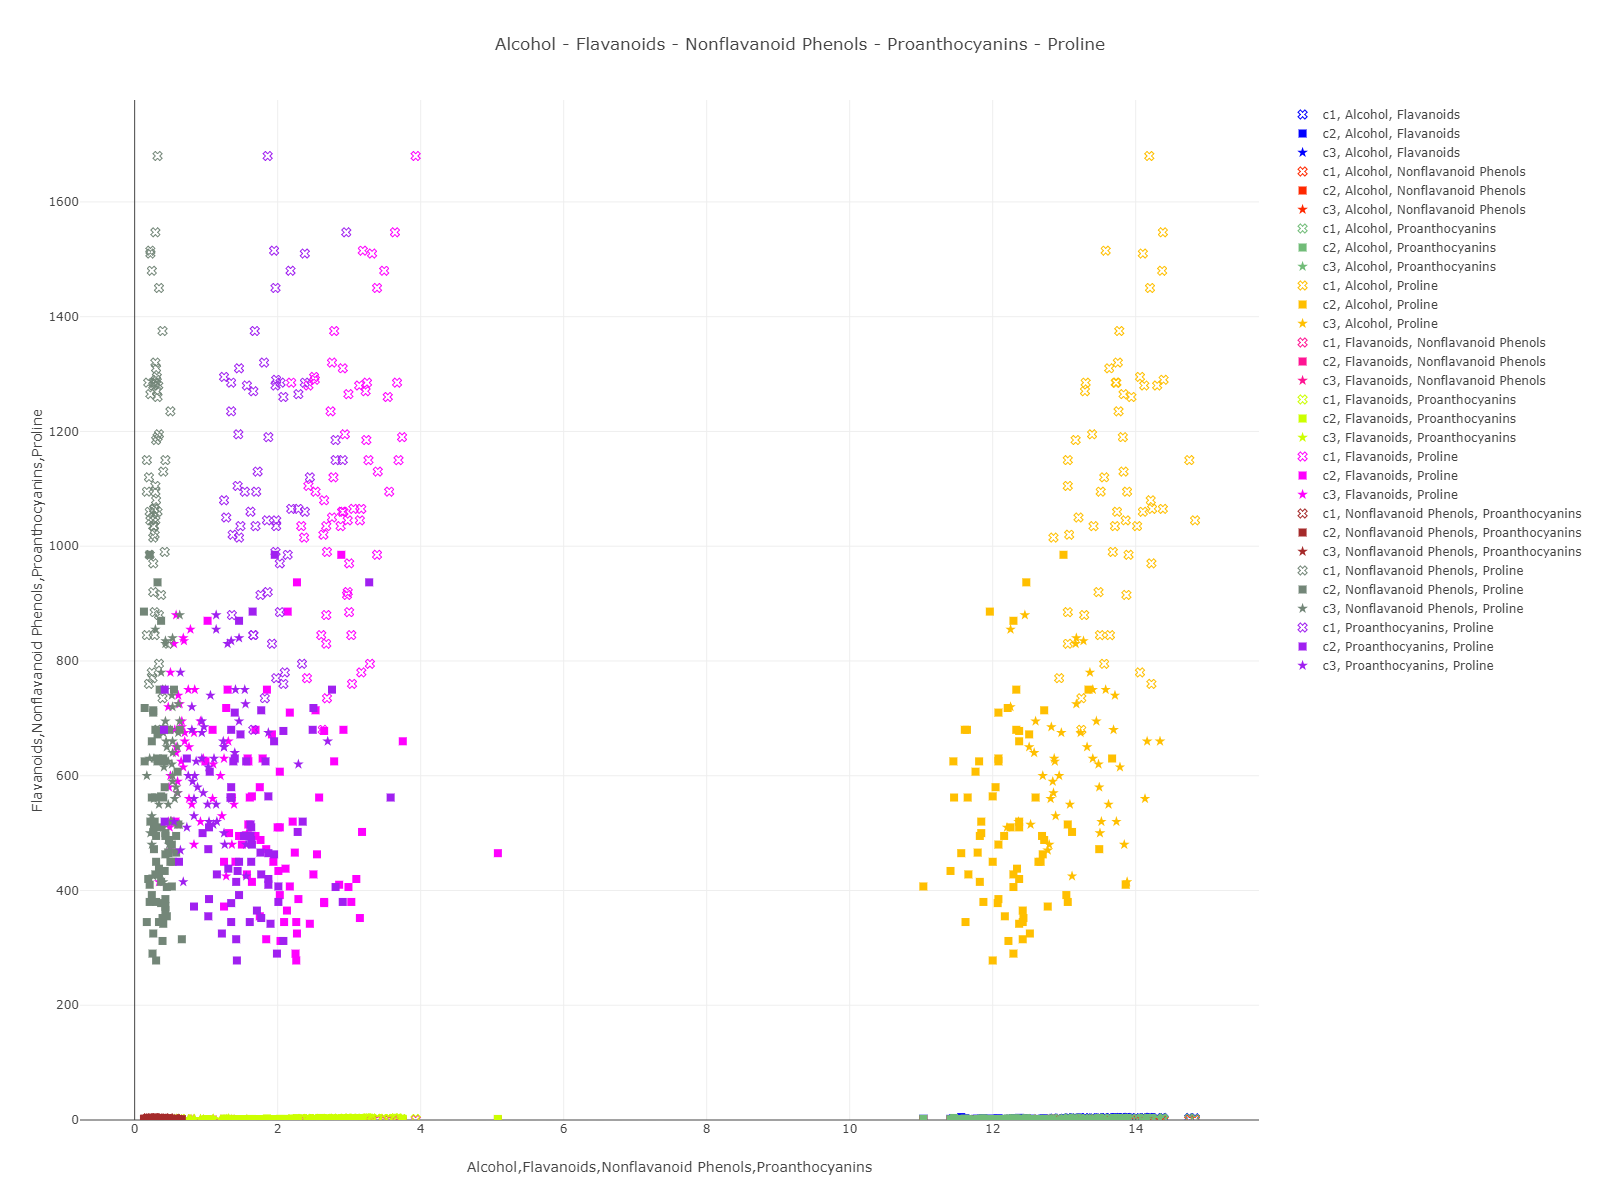 Alcohol - Flavanoids - Nonflavanoid Phenols - Proanthocyanins - Proline
c1, Alcohol, Flavanoids
c2, Alcohol, Flavanoids
c3, Alcohol, Flavanoids
c1, Alcohol, Nonflavanoid Phenols
c2, Alcohol, Nonflavanoid Phenols
c3, Alcohol, Nonflavanoid Phenols
c1, Alcohol, Proanthocyanins
c2, Alcohol, Proanthocyanins
c3, Alcohol, Proanthocyanins
c1, Alcohol, Proline
c2, Alcohol, Proline
c3, Alcohol, Proline
c1, Flavanoids, Nonflavanoid Phenols
c2, Flavanoids, Nonflavanoid Phenols
c3, Flavanoids, Nonflavanoid Phenols
c1, Flavanoids, Proanthocyanins
c2, Flavanoids, Proanthocyanins
c3, Flavanoids, Proanthocyanins
c1, Flavanoids, Proline
c2, Flavanoids, Proline
c3, Flavanoids, Proline
c1, Nonflavanoid Phenols, Proanthocyanins
c2, Nonflavanoid Phenols, Proanthocyanins
c3, Nonflavanoid Phenols, Proanthocyanins
c1, Nonflavanoid Phenols, Proline
c2, Nonflavanoid Phenols, Proline
c3, Nonflavanoid Phenols, Proline
c1, Proanthocyanins, Proline
c2, Proanthocyanins, Proline
c3, Proanthocyanins, Proline
Flavanoids,Nonflavanoid Phenols,Proanthocyanins,Proline
1600
1400
1200
1000
800
600
400
200
0
0 2 4 6 8 10 12 14
Alcohol,Flavanoids,Nonflavanoid Phenols,Proanthocyanins